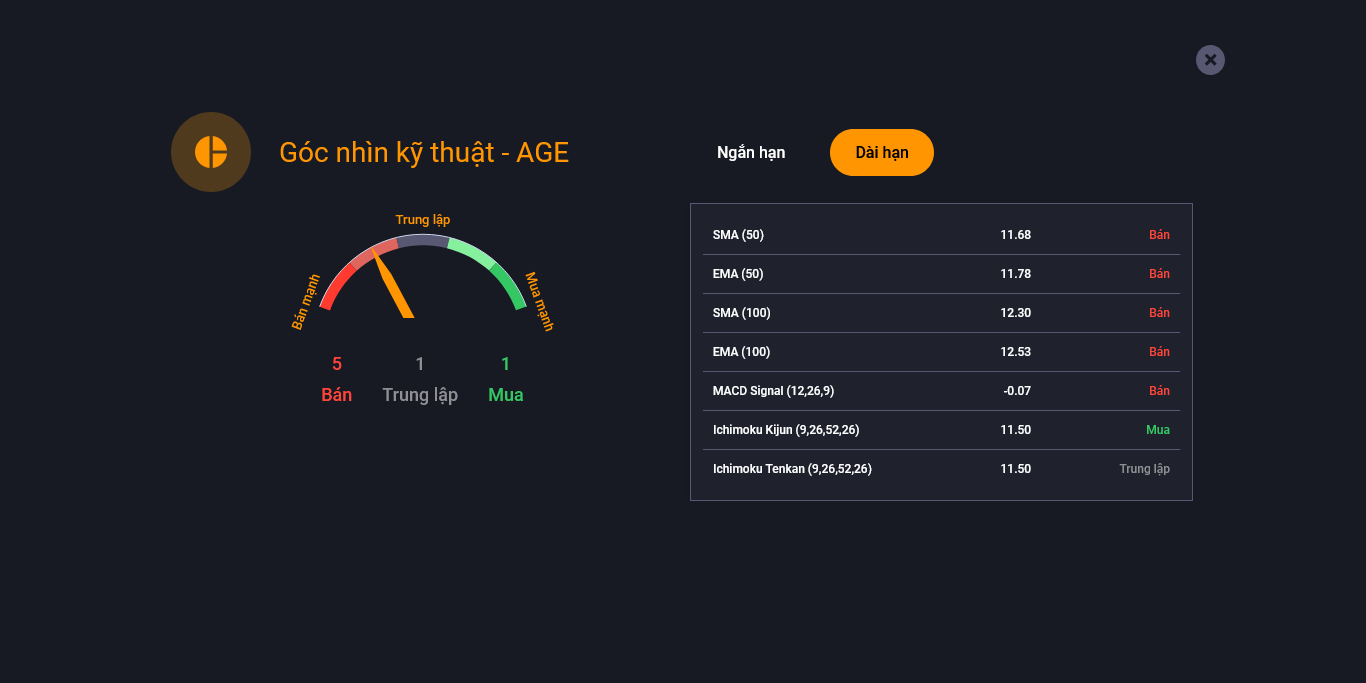 Góc nhìn kỹ thuật - AGE
Ngắn hạn
Dài hạn
Trung lập
Bán mạnh
Mua mạnh
5
1
1
Bán
Trung lập
Mua
SMA (50) 11.68 Bán
EMA (50) 11.78 Bán
SMA (100) 12.30 Bán
EMA (100) 12.53 Bán
MACD Signal (12,26,9) -0.07 Bán
Ichimoku Kijun (9,26,52,26) 11.50 Mua
Ichimoku Tenkan (9,26,52,26) 11.50 Trung lập